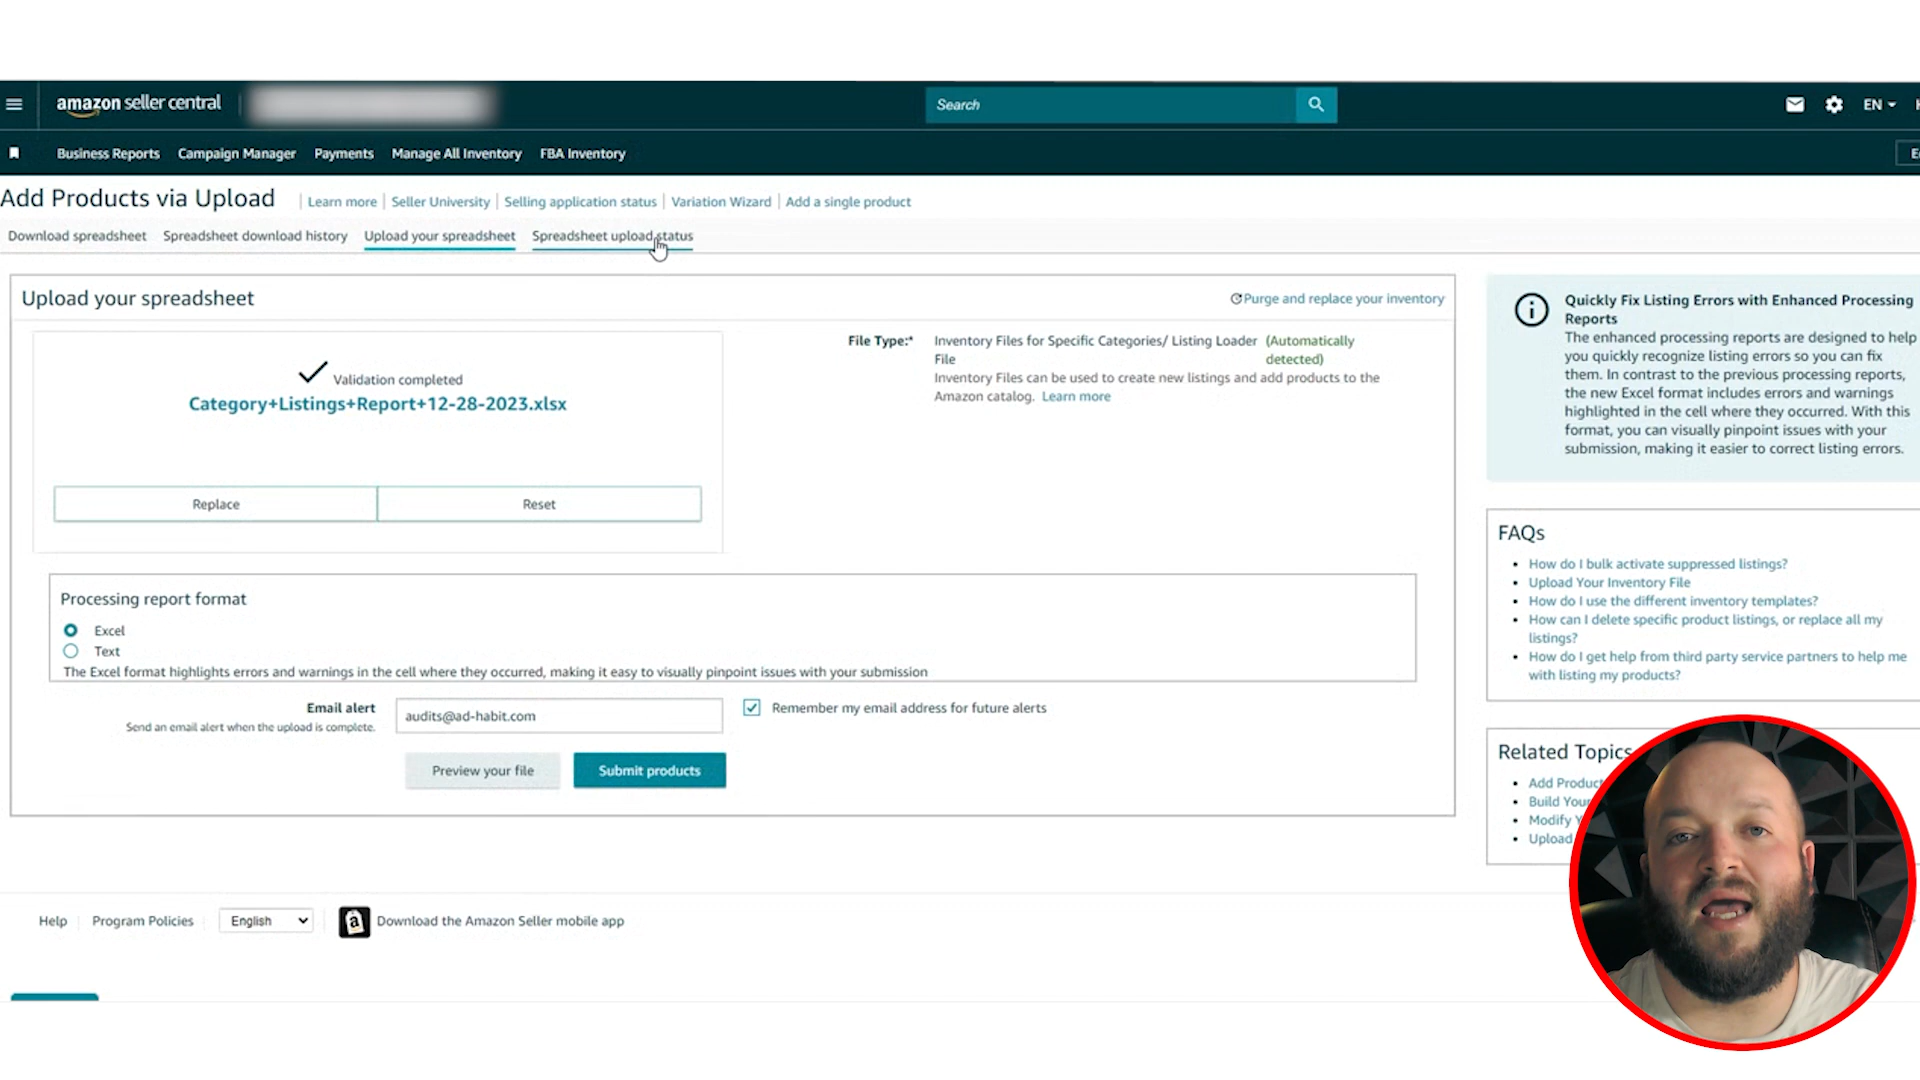 amazon seller central
Search
EN
Business Reports
Campaign Manager
Payments
Manage All Inventory
FBA Inventory
Add Products via Upload
Learn more
Seller University
Selling application status
Variation Wizard
Add a single product
Download spreadsheet
Spreadsheet download history
Upload your spreadsheet
Spreadsheet upload status
Upload your spreadsheet
Purge and replace your inventory
Validation completed
Category+Listings+Report+12-28-2023.xlsx
Replace
Reset
File Type:*
Inventory Files for Specific Categories/ Listing Loader
File
(Automatically
detected)
Inventory Files can be used to create new listings and add products to the
Amazon catalog. Learn more
Processing report format
Excel
Text
The Excel format highlights errors and warnings in the cell where they occurred, making it easy to visually pinpoint issues with your submission
Email alert
Send an email alert when the upload is complete.
audits@ad-habit.com
Remember my email address for future alerts
Preview your file
Submit products
Quickly Fix Listing Errors with Enhanced Processing
Reports
The enhanced processing reports are designed to help
you quickly recognize listing errors so you can fix
them. In contrast to the previous processing reports,
the new Excel format includes errors and warnings
highlighted in the cell where they occurred. With this
format, you can visually pinpoint issues with your
submission, making it easier to correct listing errors.
FAQs
How do I bulk activate suppressed listings?
Upload Your Inventory File
How do I use the different inventory templates?
How can I delete specific product listings, or replace all my
listings?
How do I get help from third party service partners to help me
with listing my products?
Related Topics
Add Product
Build Your
Modify
Upload
Help
Program Policies
English
Download the Amazon Seller mobile app